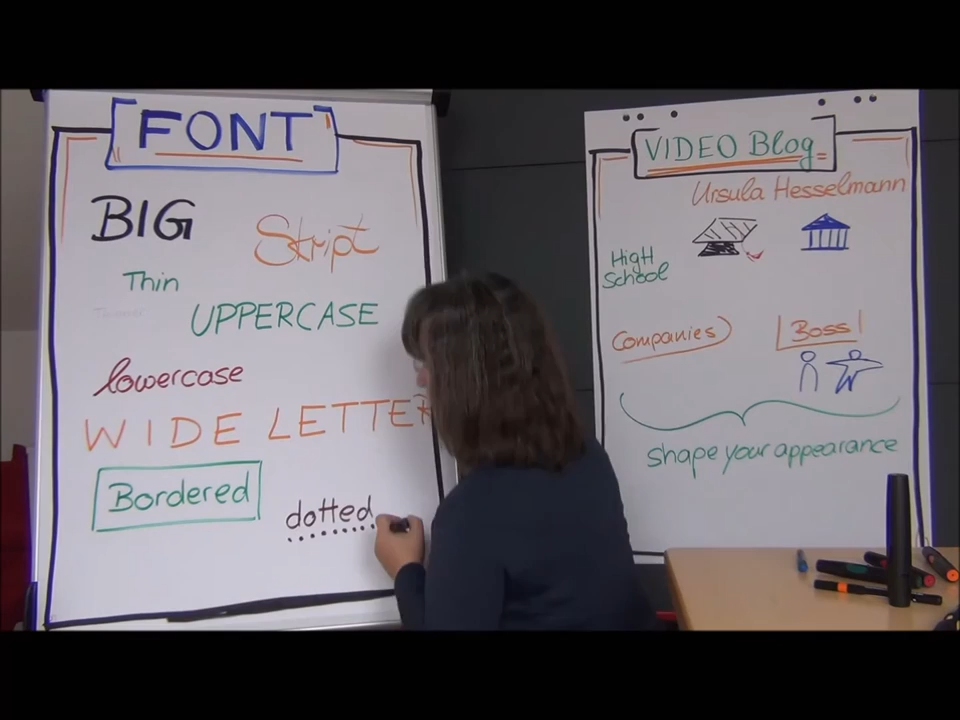 FONT
BIG
Skript
Thin
UPPERCASE
lowercase
WIDE LETTER
Bordered
dotted
VIDEO Blog
Ursula Hesselmann
HigH
School
Companies
Boss
shape your appearance